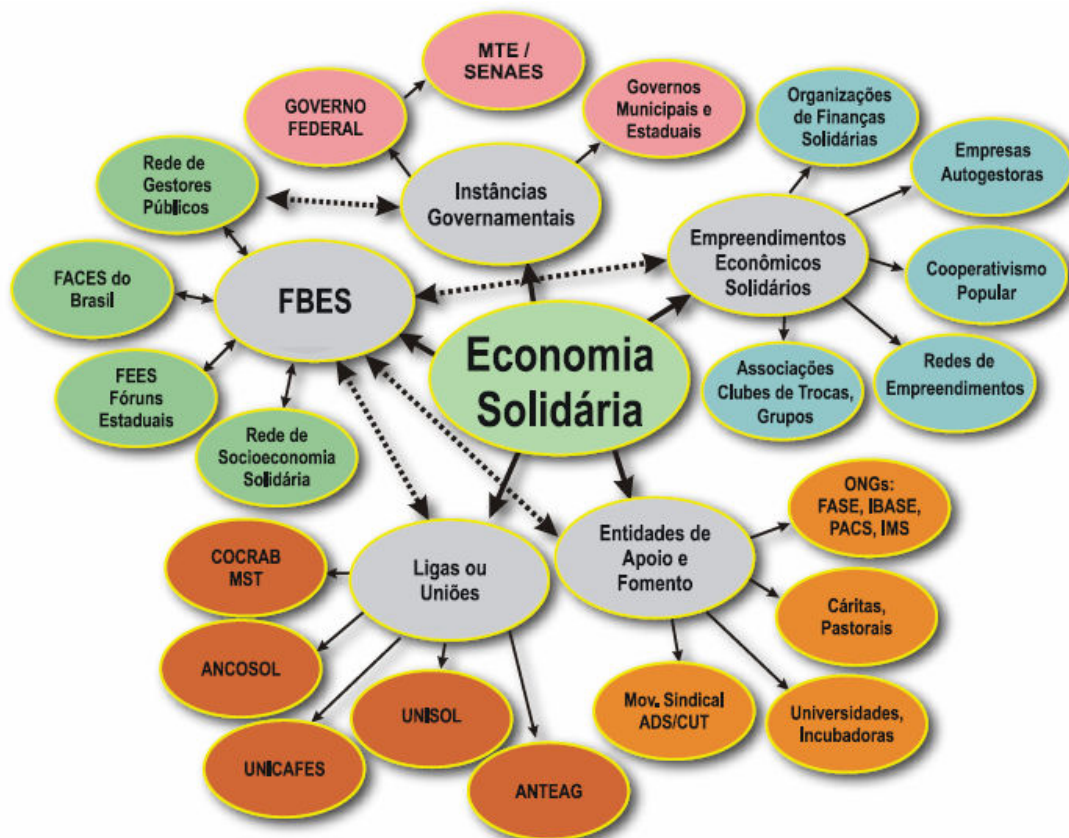 MTE /
SENAES
GOVERNO
FEDERAL
Governos
Municipais e
Estaduais
Organizações
de Finanças
Solidárias
Empresas
Autogestoras
Rede de
Gestores
Públicos
Instâncias
Governamentais
Empreendimentos
Econômicos
Solidários
Cooperativismo
Popular
FACES do
Brasil
FBES
Economia
Solidária
Associações
Clubes de Trocas,
Grupos
Redes de
Empreendimentos
FEES
Fóruns
Estaduais
Rede de
Socioeconomia
Solidária
ONGs:
FASE, IBASE,
PACS, IMS
COCRAB
MST
Ligas ou
Uniões
Entidades de
Apoio e
Fomento
Cáritas,
Pastorais
ANCOSOL
UNISOL
Mov. Sindical
ADS/CUT
Universidades,
Incubadoras
UNICAFES
ANTEAG